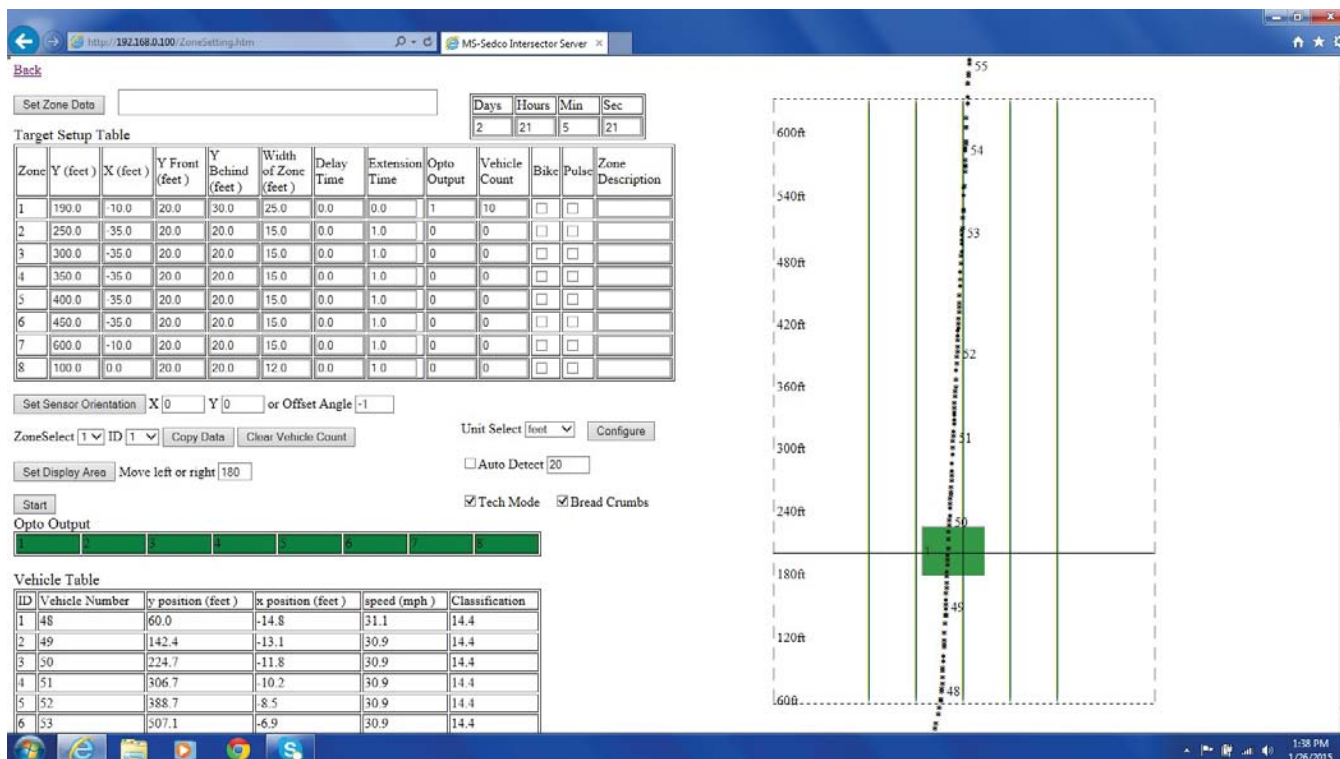 http://192.168.0.100/ZoneSetting.htm
MS-Sedco Intersector Server
Back
Set Zone Data
Days Hours Min Sec
2 21 5 21
Target Setup Table
Zone Y (feet ) X (feet ) Y Front (feet ) Y Behind (feet ) Width of Zone (feet ) Delay Time Extension Time Opto Output Vehicle Count Bike Pulse Zone Description
1 190.0 -10.0 20.0 30.0 25.0 0.0 0.0 1 10
2 250.0 -35.0 20.0 20.0 15.0 0.0 1.0 0 0
3 300.0 -35.0 20.0 20.0 15.0 0.0 1.0 0 0
4 350.0 -35.0 20.0 20.0 15.0 0.0 1.0 0 0
5 400.0 -35.0 20.0 20.0 15.0 0.0 1.0 0 0
6 450.0 -35.0 20.0 20.0 15.0 0.0 1.0 0 0
7 600.0 -10.0 20.0 20.0 15.0 0.0 1.0 0 0
8 100.0 0.0 20.0 20.0 12.0 0.0 1.0 0 0
Set Sensor Orientation X 0 Y 0 or Offset Angle -1
ZoneSelect 1 ID 1 Copy Data Clear Vehicle Count
Unit Select feet Configure
Set Display Area Move left or right 180
Auto Detect 20
Start
Tech Mode Bread Crumbs
Opto Output
1 2 3 4 5 6 7 8
Vehicle Table
ID Vehicle Number y position (feet ) x position (feet ) speed (mph ) Classification
1 48 60.0 -14.8 31.1 14.4
2 49 142.4 -13.1 30.9 14.4
3 50 224.7 -11.8 30.9 14.4
4 51 306.7 -10.2 30.9 14.4
5 52 388.7 -8.5 30.9 14.4
6 53 507.1 -6.9 30.9 14.4
55
600ft
54
540ft
53
480ft
420ft
52
360ft
51
300ft
240ft
50
1
180ft
49
120ft
48
60ft
1:38 PM
1/26/2015